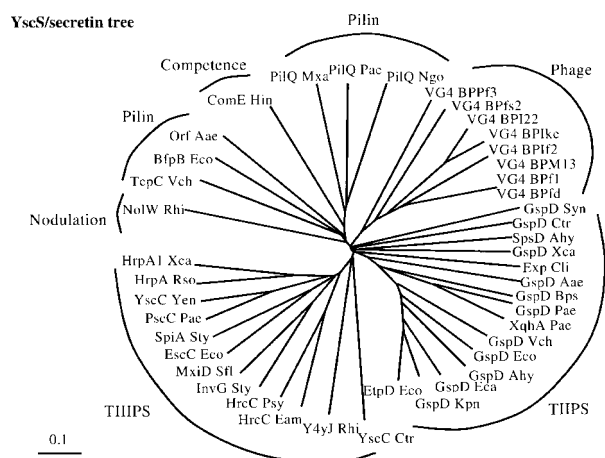 YscS/secretin tree
Pilin
Competence
Phage
PilQ Mxa
PilQ Pae
PilQ Ngo
ComE Hin
VG4 BPPf3
VG4 BPfs2
VG4 BPI22
VG4 BPIke
VG4 BPIf2
VG4 BPM13
VG4 BPf1
VG4 BPfd
Pilin
Orf Aae
BfpB Eco
TcpC Vch
Nodulation
NolW Rhi
GspD Syn
GspD Ctr
SpsD Ahy
GspD Xca
Exp Cli
GspD Aae
GspD Bps
GspD Pae
XqhA Pae
GspD Vch
GspD Eco
GspD Ahy
GspD Eca
GspD Kpn
EtpD Eco
TIIPS
HrpA1 Xca
HrpA Rso
YscC Yen
PscC Pae
SpiA Sty
EscC Eco
MxiD Sfl
InvG Sty
HrcC Psy
HrcC Eam
Y4yJ Rhi
YscC Ctr
TIIIPS
0.1